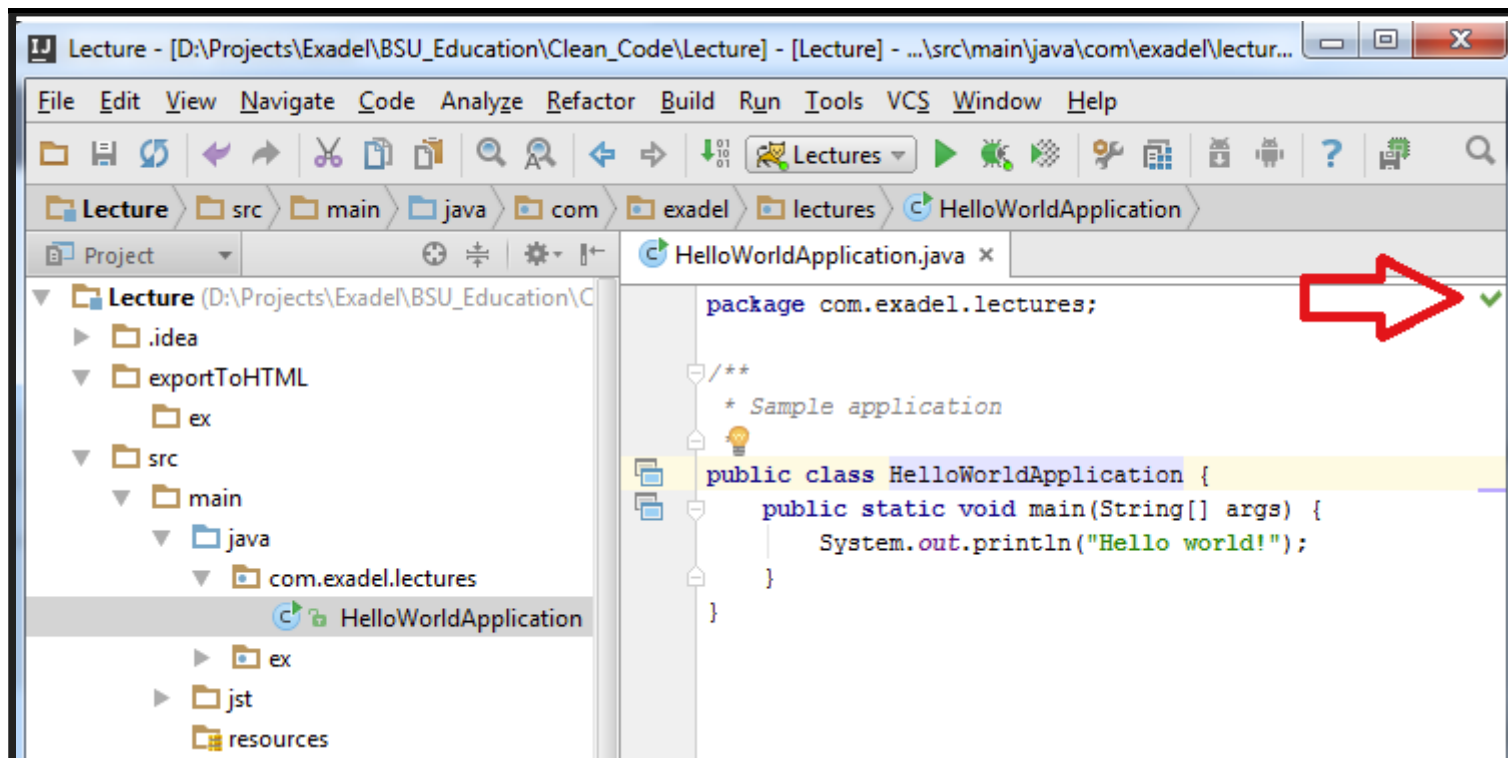 Lecture - [D:\Projects\Exadel\BSU_Education\Clean_Code\Lecture] - [Lecture] - ...\src\main\java\com\exadel\lectur...
File Edit View Navigate Code Analyze Refactor Build Run Tools VCS Window Help
Lectures
Lecture src main java com exadel lectures HelloWorldApplication
Project
HelloWorldApplication.java
Lecture (D:\Projects\Exadel\BSU_Education\C
.idea
exportToHTML
ex
src
main
java
com.exadel.lectures
HelloWorldApplication
ex
jst
resources
package com.exadel.lectures;
/**
* Sample application
public class HelloWorldApplication {
public static void main(String[] args) {
System.out.println("Hello world!");
}
}